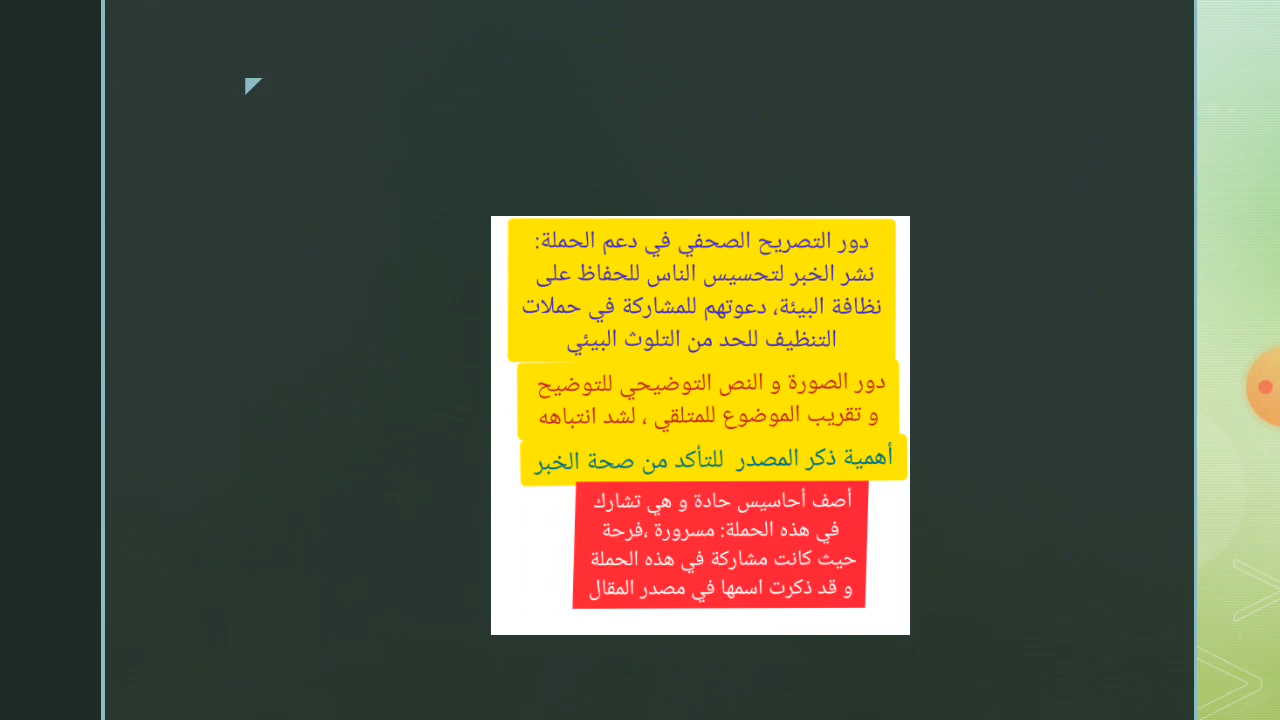 دور التصريح الصحفي في دعم الحملة:
نشر الخبر لتحسيس الناس للحفاظ على
نظافة البيئة، دعوتهم للمشاركة في حملات
التنظيف للحد من التلوث البيئي
دور الصورة و النص التوضيحي للتوضيح
و تقريب الموضوع للمتلقي ، لشد انتباهه
أهمية ذكر المصدر للتأكد من صحة الخبر
أصف أحاسيس حادة و هي تشارك
في هذه الحملة: مسرورة ،فرحة
حيث كانت مشاركة في هذه الحملة
و قد ذكرت اسمها في مصدر المقال